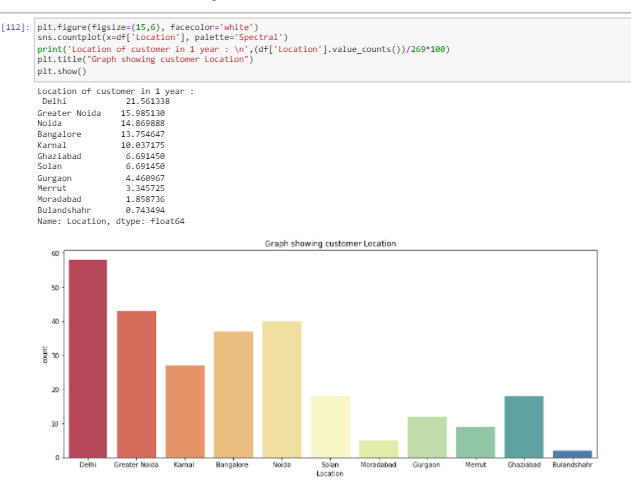 [112]: plt.figure(figsize=(15,6), facecolor='white')
sns.countplot(x=df['Location'], palette='Spectral')
print('Location of customer in 1 year : \n',(df['Location'].value_counts())/269*100)
plt.title("Graph showing customer Location")
plt.show()
Location of customer in 1 year :
Delhi 21.561338
Greater Noida 15.985130
Noida 14.869888
Bangalore 13.754647
Karnal 10.037175
Ghaziabad 6.691450
Solan 6.691450
Gurgaon 4.460967
Merrut 3.345725
Moradabad 1.858736
Bulandshahr 0.743494
Name: Location, dtype: float64
Graph showing customer Location
60
50
40
30
20
10
0
count
Delhi Greater Noida Karnal Bangalore Noida Solan Moradabad Gurgaon Merrut Ghaziabad Bulandshahr
Location